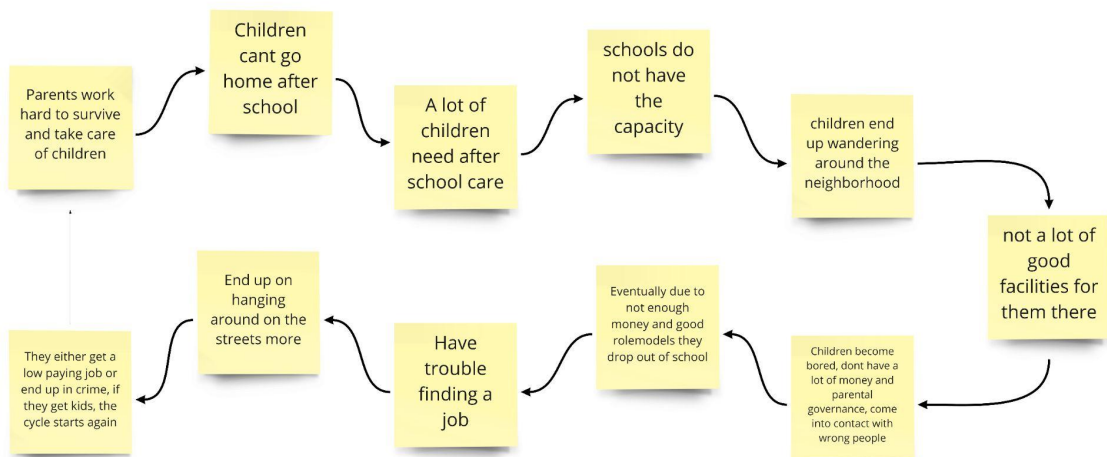 Parents work
hard to survive
and take care
of children
Children
cant go
home after
school
A lot of
children
need after
school care
schools do
not have
the
capacity
children end
up wandering
around the
neighborhood
not a lot of
good
facilities for
them there
Children become
bored, dont have a
lot of money and
parental
governance, come
into contact with
wrong people
Eventually due to
not enough
money and good
rolemodels they
drop out of school
Have
trouble
finding a
job
End up on
hanging
around on the
streets more
They either get a
low paying job or
end up in crime, if
they get kids, the
cycle starts again